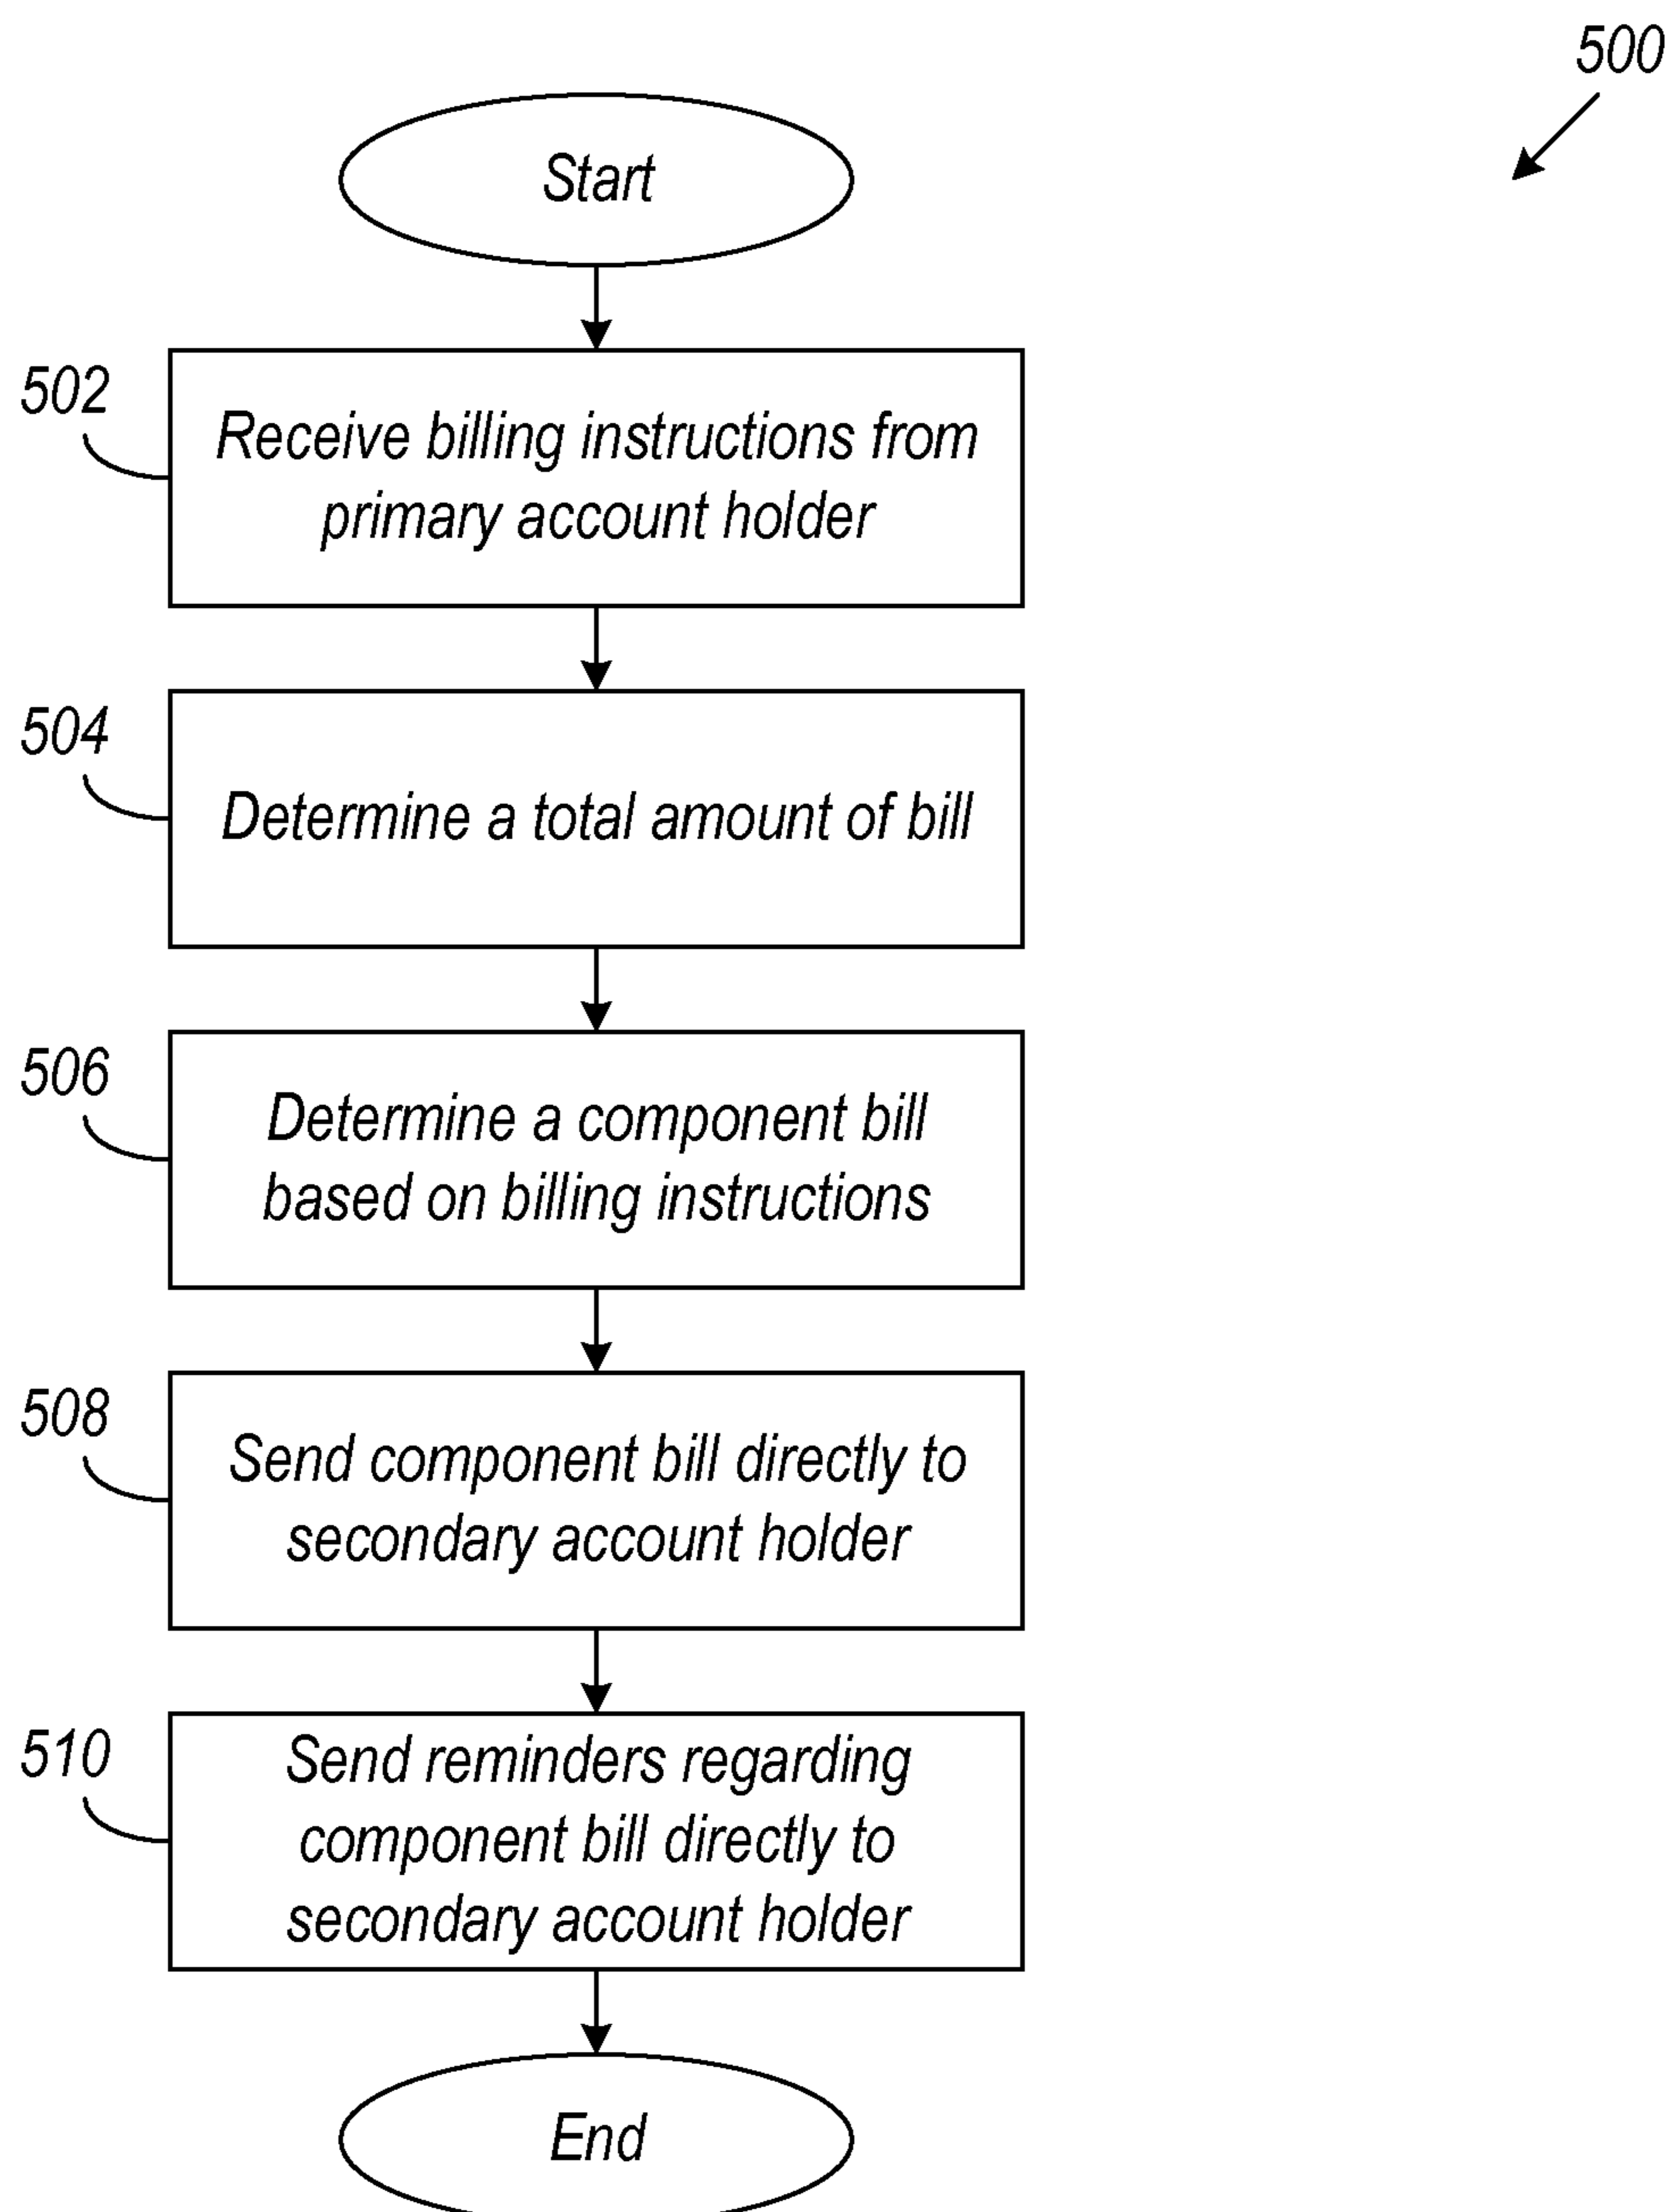 500
Start
502
Receive billing instructions from
primary account holder
504
Determine a total amount of bill
506
Determine a component bill
based on billing instructions
508
Send component bill directly to
secondary account holder
510
Send reminders regarding
component bill directly to
secondary account holder
End